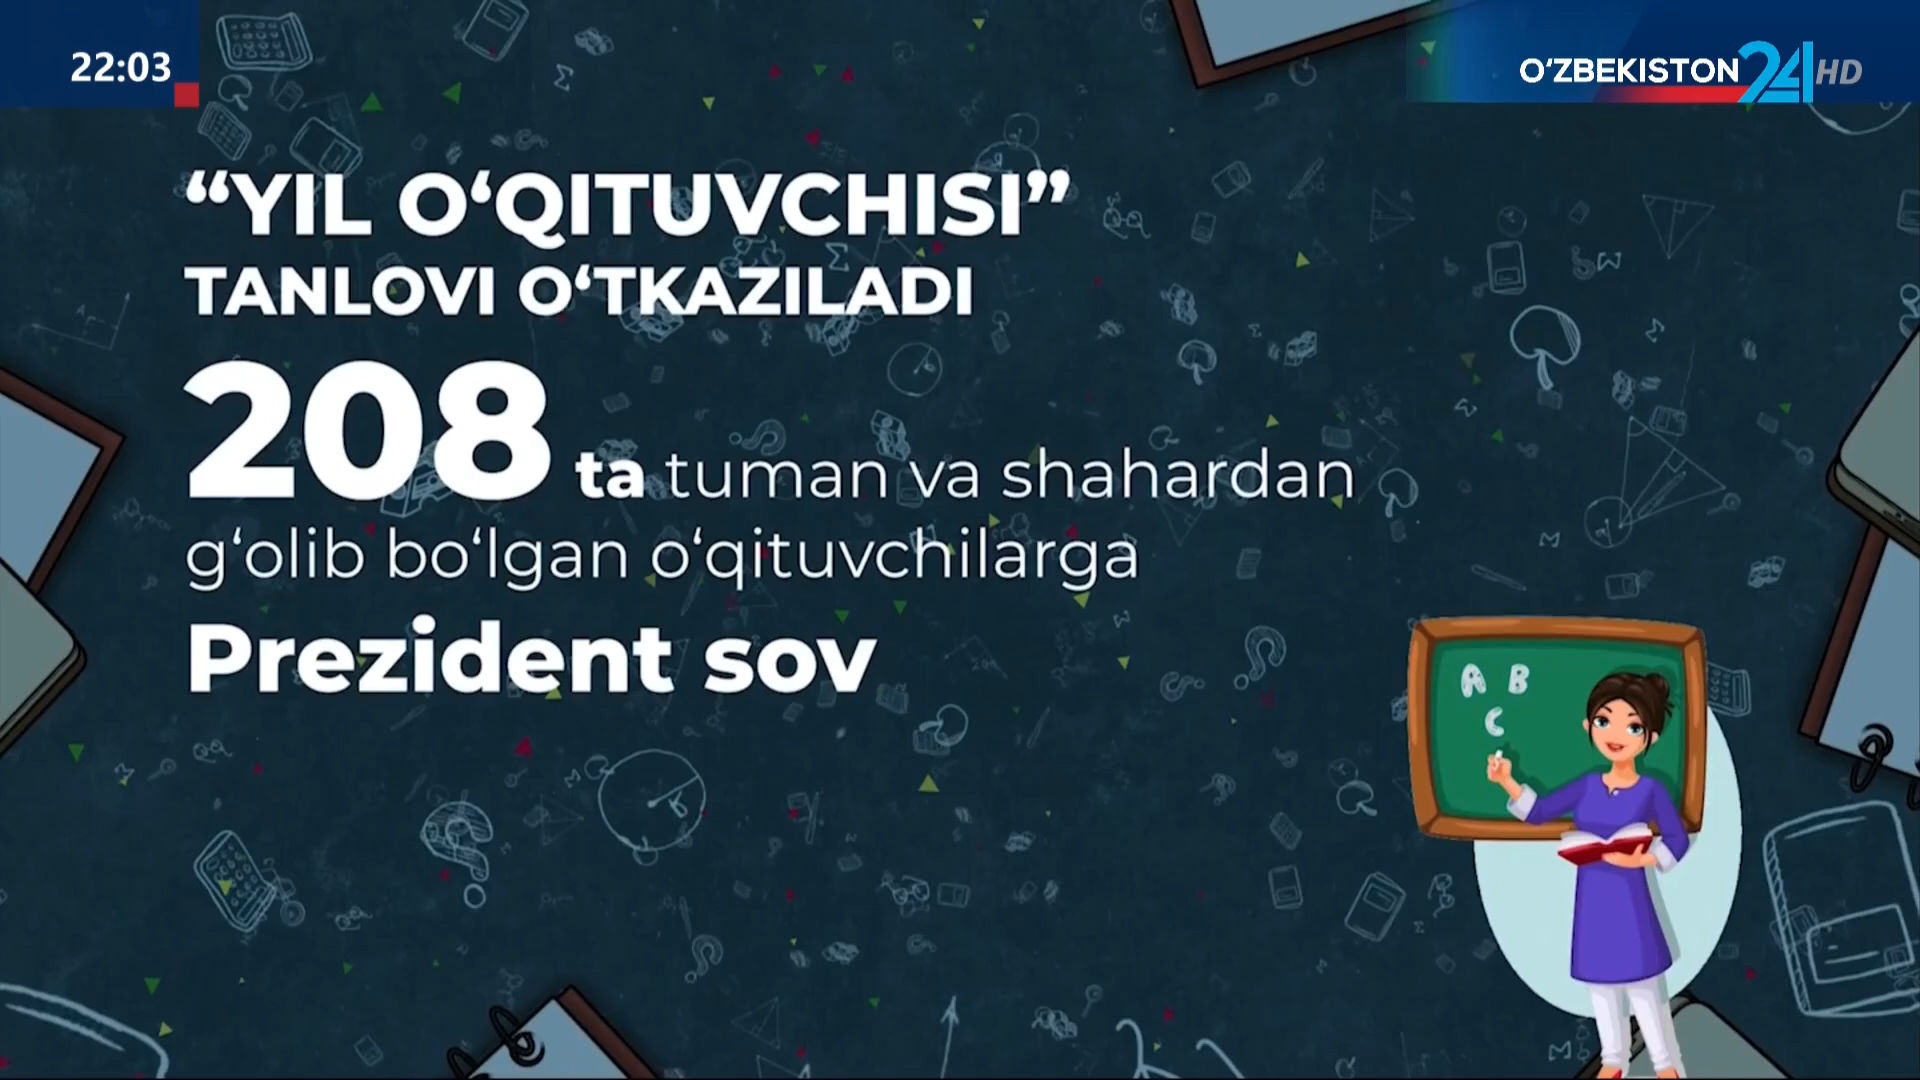 22:03
O‘ZBEKISTON 24 HD
“YIL O‘QITUVCHISI”
TANLOVI O‘TKAZILADI
208 ta tuman va shahardan
g‘olib bo‘lgan o‘qituvchilarga
Prezident sov
A B
C